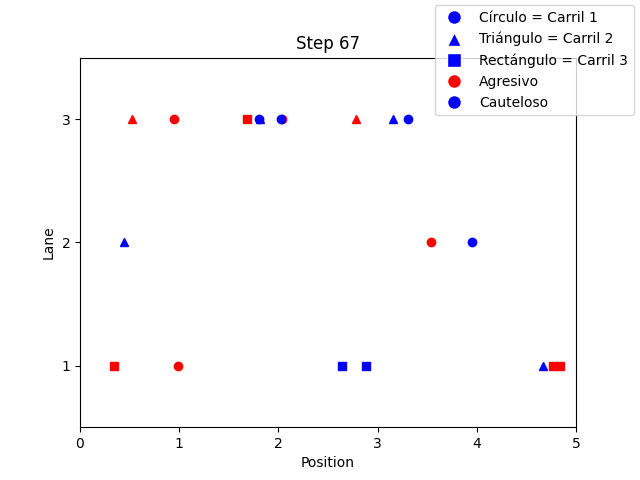 Step 67
Círculo = Carril 1
Triángulo = Carril 2
Rectángulo = Carril 3
Agresivo
Cauteloso
Lane
3
2
1
0 1 2 3 4 5
Position